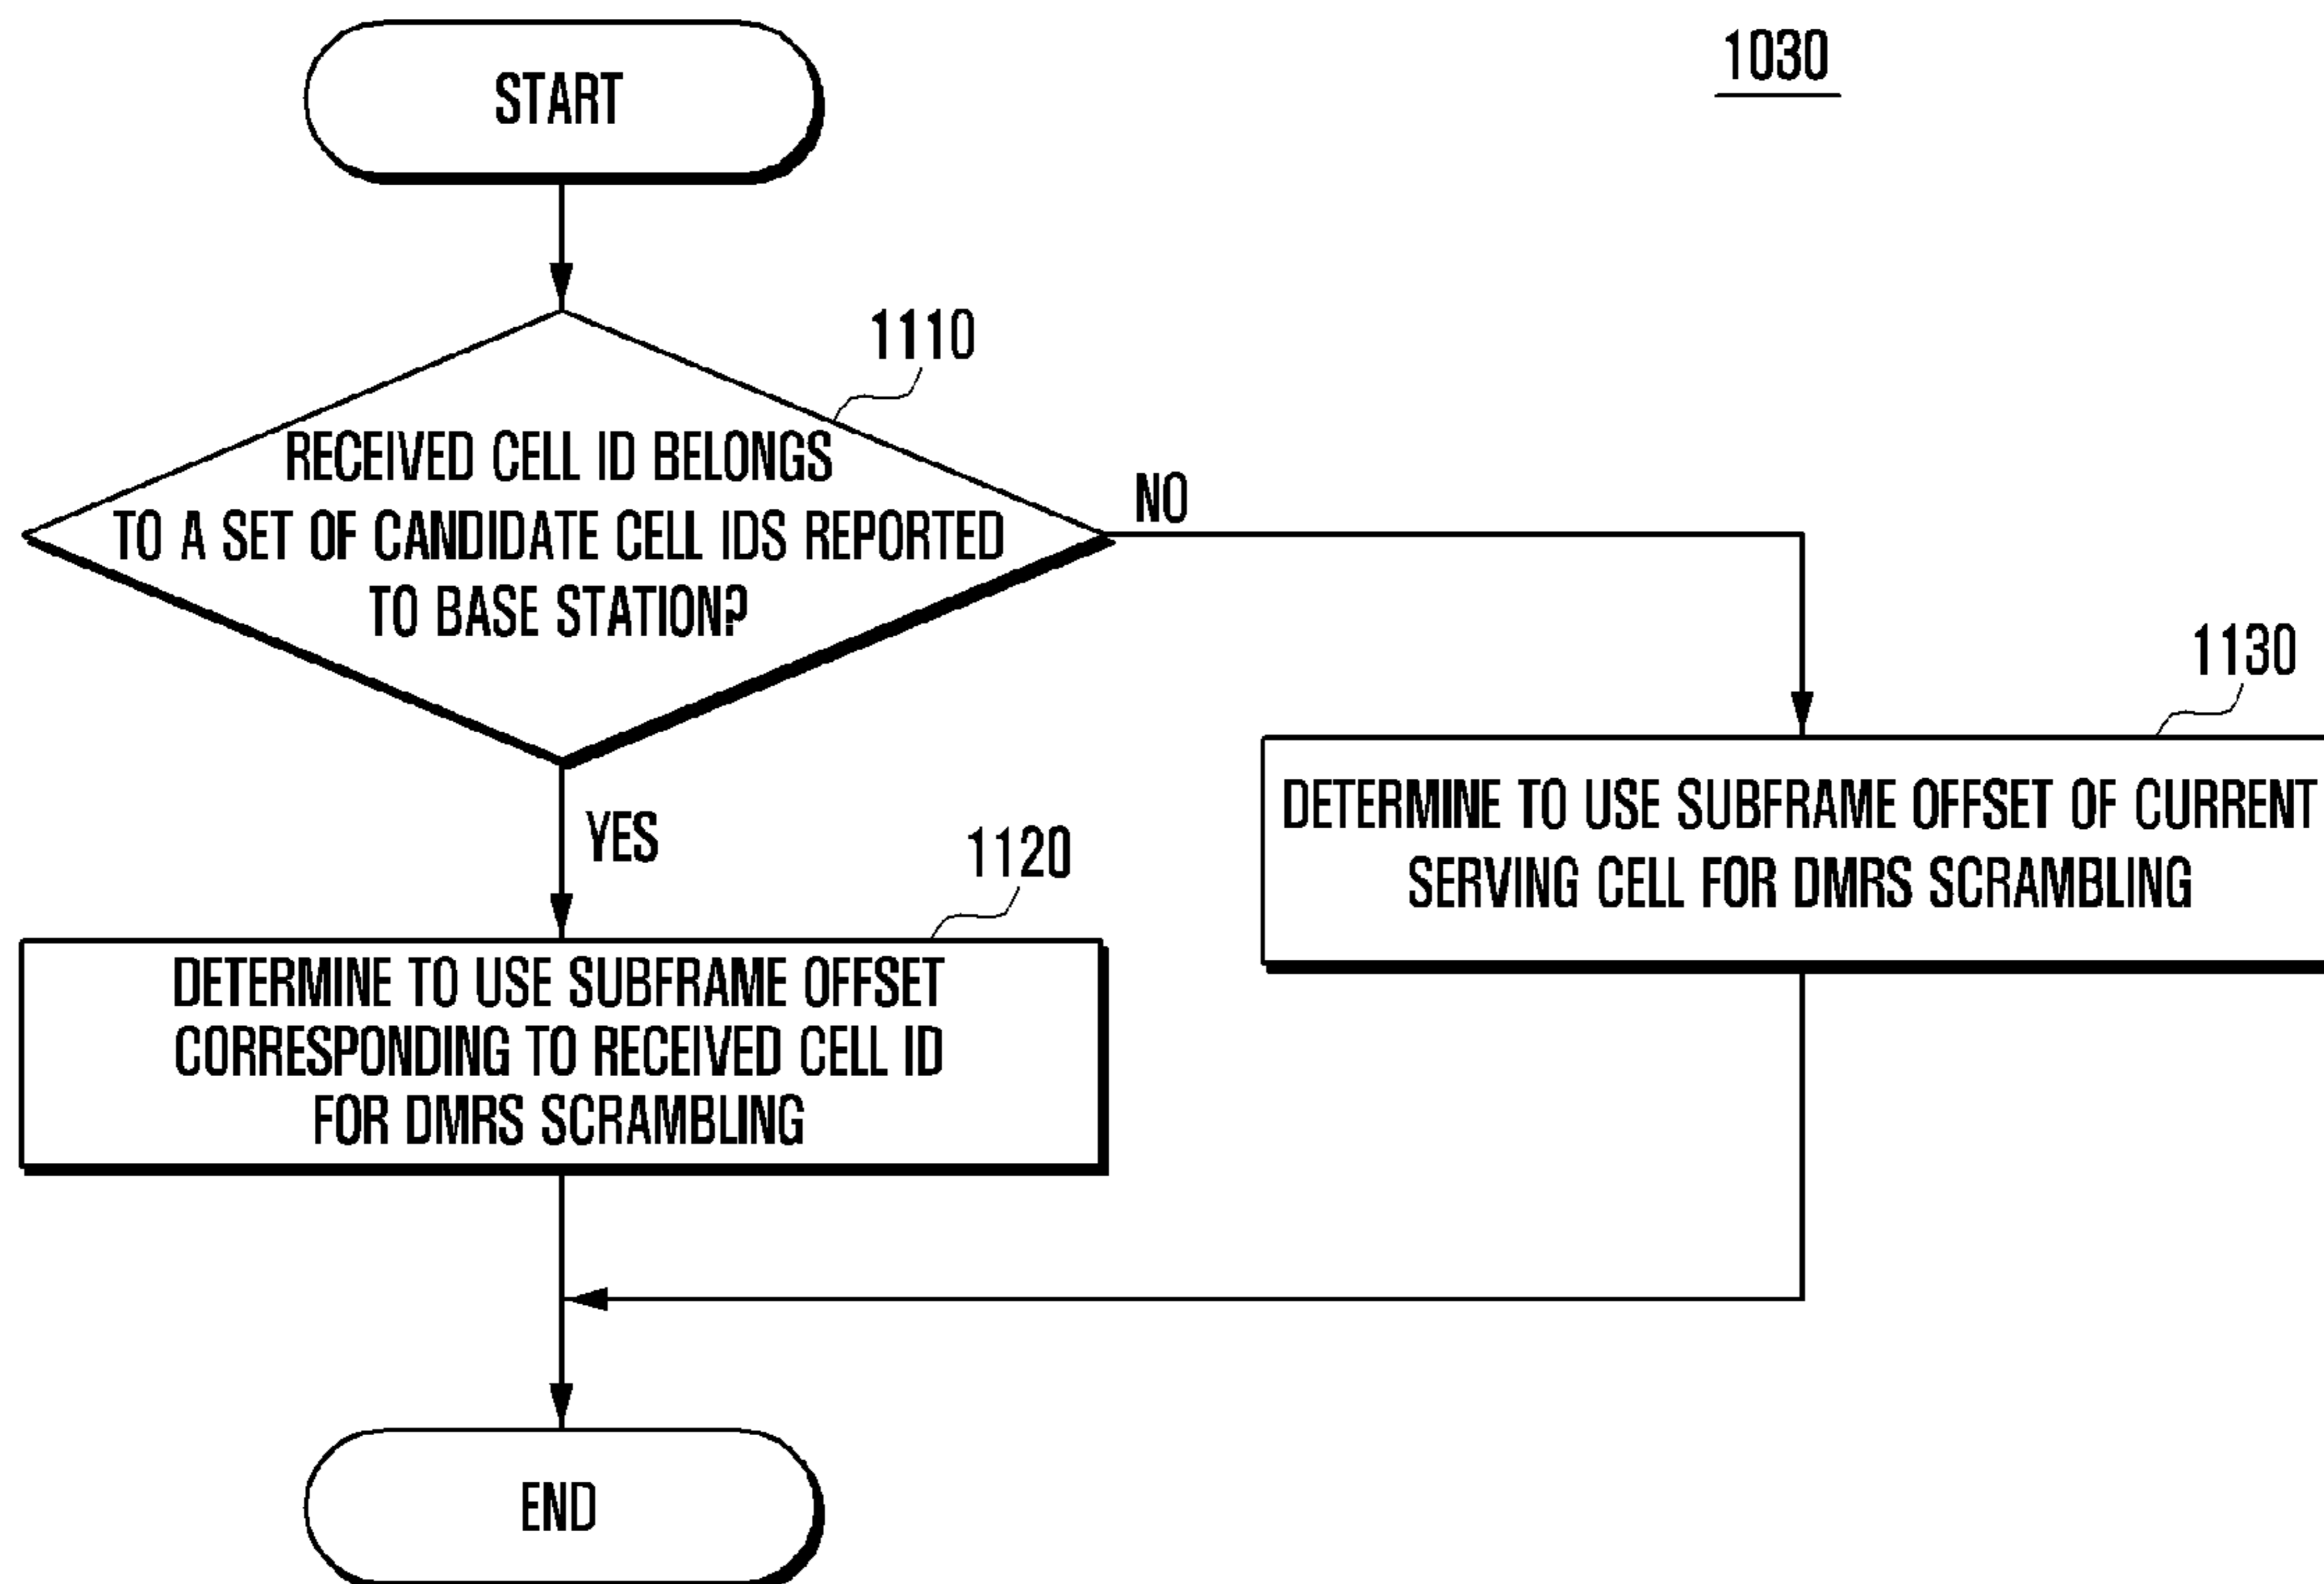 START
1030
1110
RECEIVED CELL ID BELONGS
TO A SET OF CANDIDATE CELL IDS REPORTED
TO BASE STATION?
NO
YES
1130
DETERMINE TO USE SUBFRAME OFFSET OF CURRENT
SERVING CELL FOR DMRS SCRAMBLING
1120
DETERMINE TO USE SUBFRAME OFFSET
CORRESPONDING TO RECEIVED CELL ID
FOR DMRS SCRAMBLING
END